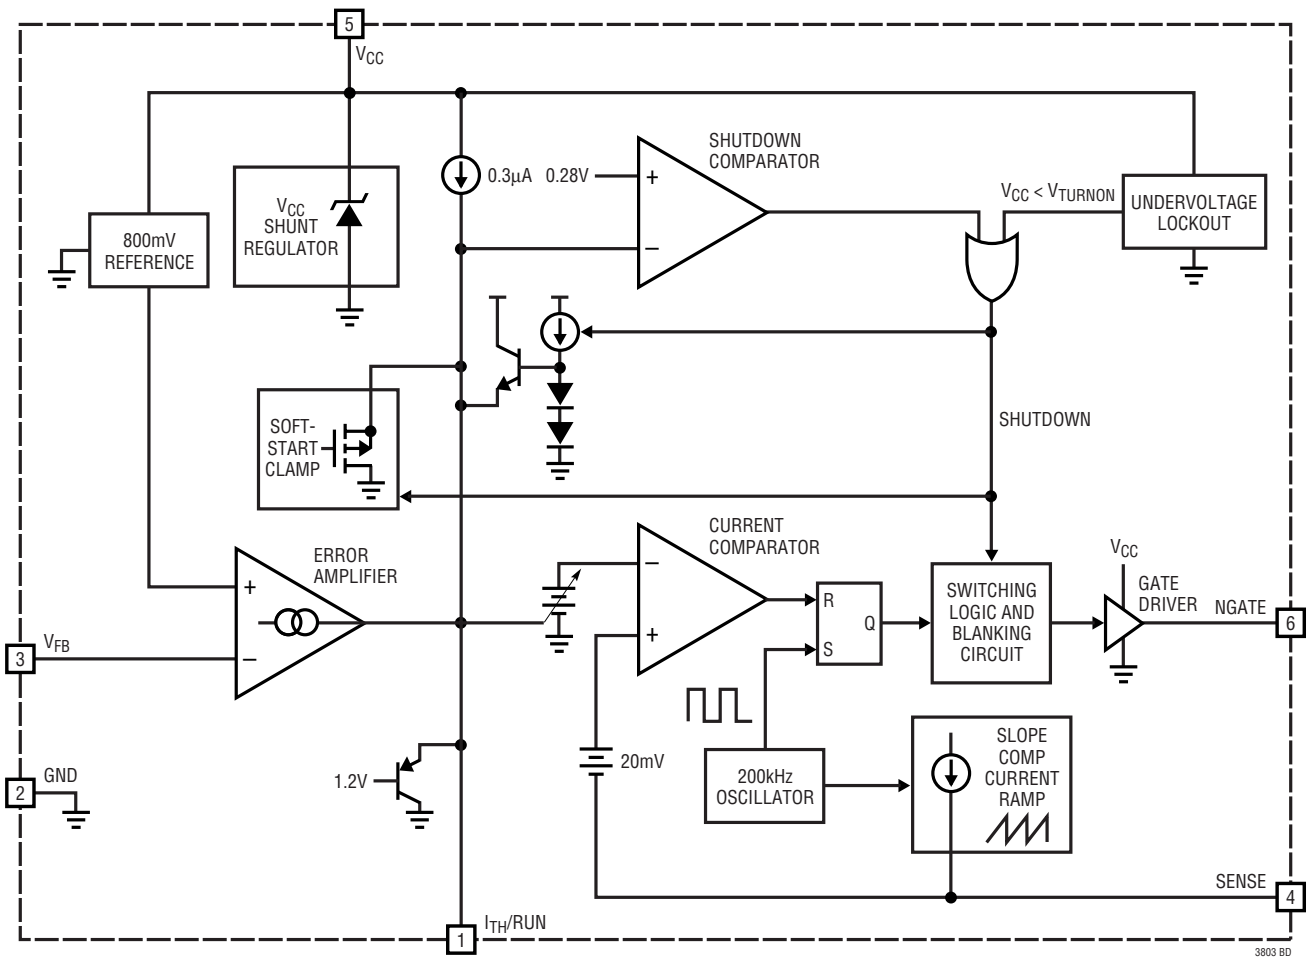 5
VCC
SHUTDOWN
COMPARATOR
0.3µA
0.28V
+
−
VCC < VTURNON
UNDERVOLTAGE
LOCKOUT
VCC
SHUNT
REGULATOR
800mV
REFERENCE
SOFT-
START
CLAMP
SHUTDOWN
CURRENT
COMPARATOR
−
+
ERROR
AMPLIFIER
+
−
VCC
GATE
DRIVER
NGATE
6
R
Q
S
SWITCHING
LOGIC AND
BLANKING
CIRCUIT
3
VFB
20mV
200kHz
OSCILLATOR
SLOPE
COMP
CURRENT
RAMP
1.2V
GND
2
SENSE
4
ITH/RUN
1
3803 BD